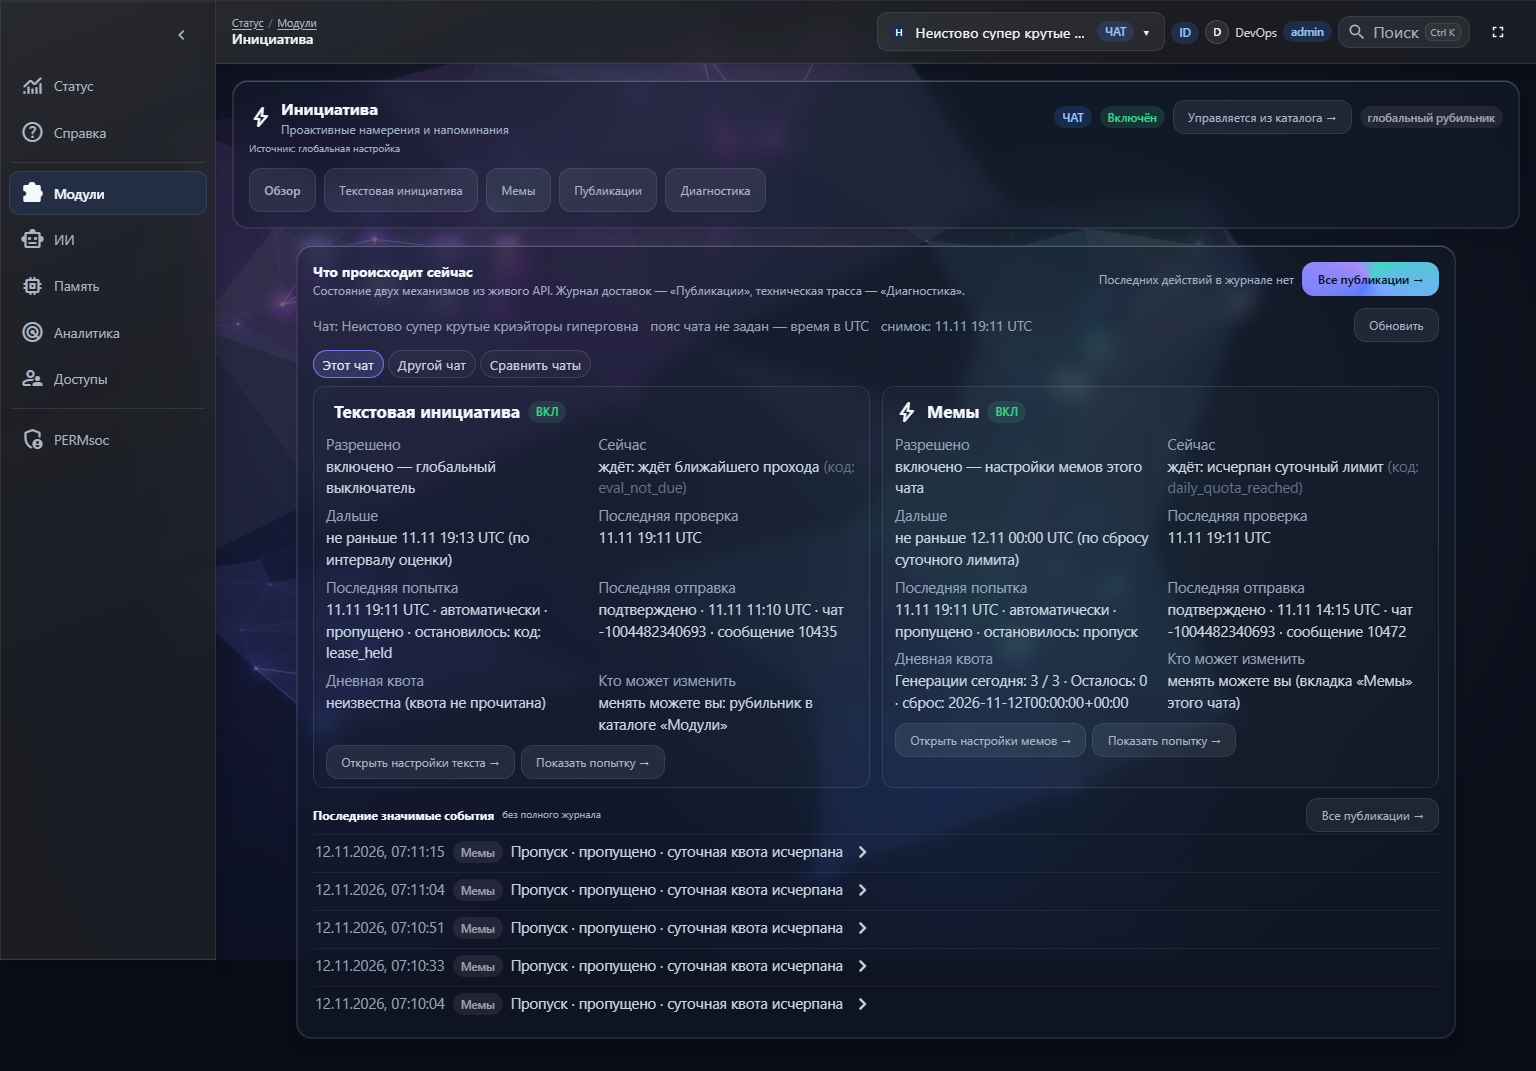 Статус / Модули
Инициатива
H Неистово супер крутые ... ЧАТ ▾ ID D DevOps admin Поиск Ctrl K
Статус
Справка
Модули
ИИ
Память
Аналитика
Доступы
PERMsoc
Инициатива
Проактивные намерения и напоминания
Источник: глобальная настройка
ЧАТ Включён Управляется из каталога → глобальный рубильник
Обзор Текстовая инициатива Мемы Публикации Диагностика
Что происходит сейчас
Состояние двух механизмов из живого API. Журнал доставок — «Публикации», техническая трасса — «Диагностика».
Последних действий в журнале нет Все публикации →
Чат: Неистово супер крутые криэйторы гиперговна пояс чата не задан — время в UTC снимок: 11.11 19:11 UTC
Обновить
Этот чат Другой чат Сравнить чаты
Текстовая инициатива ВКЛ
Разрешено
включено — глобальный
выключатель
Сейчас
ждёт: ждёт ближайшего прохода (код:
eval_not_due)
Дальше
не раньше 11.11 19:13 UTC (по
интервалу оценки)
Последняя проверка
11.11 19:11 UTC
Последняя попытка
11.11 19:11 UTC · автоматически ·
пропущено · остановилось: код:
lease_held
Последняя отправка
подтверждено · 11.11 11:10 UTC · чат
-1004482340693 · сообщение 10435
Дневная квота
неизвестна (квота не прочитана)
Кто может изменить
менять можете вы: рубильник в
каталоге «Модули»
Открыть настройки текста → Показать попытку →
Мемы ВКЛ
Разрешено
включено — настройки мемов этого
чата
Сейчас
ждёт: исчерпан суточный лимит (код:
daily_quota_reached)
Дальше
не раньше 12.11 00:00 UTC (по сбросу
суточного лимита)
Последняя проверка
11.11 19:11 UTC
Последняя попытка
11.11 19:11 UTC · автоматически ·
пропущено · остановилось: пропуск
Последняя отправка
подтверждено · 11.11 14:15 UTC · чат
-1004482340693 · сообщение 10472
Дневная квота
Генерации сегодня: 3 / 3 · Осталось: 0
· сброс: 2026-11-12T00:00:00+00:00
Кто может изменить
менять можете вы (вкладка «Мемы»
этого чата)
Открыть настройки мемов → Показать попытку →
Последние значимые события без полного журнала
Все публикации →
12.11.2026, 07:11:15 Мемы Пропуск · пропущено · суточная квота исчерпана
12.11.2026, 07:11:04 Мемы Пропуск · пропущено · суточная квота исчерпана
12.11.2026, 07:10:51 Мемы Пропуск · пропущено · суточная квота исчерпана
12.11.2026, 07:10:33 Мемы Пропуск · пропущено · суточная квота исчерпана
12.11.2026, 07:10:04 Мемы Пропуск · пропущено · суточная квота исчерпана